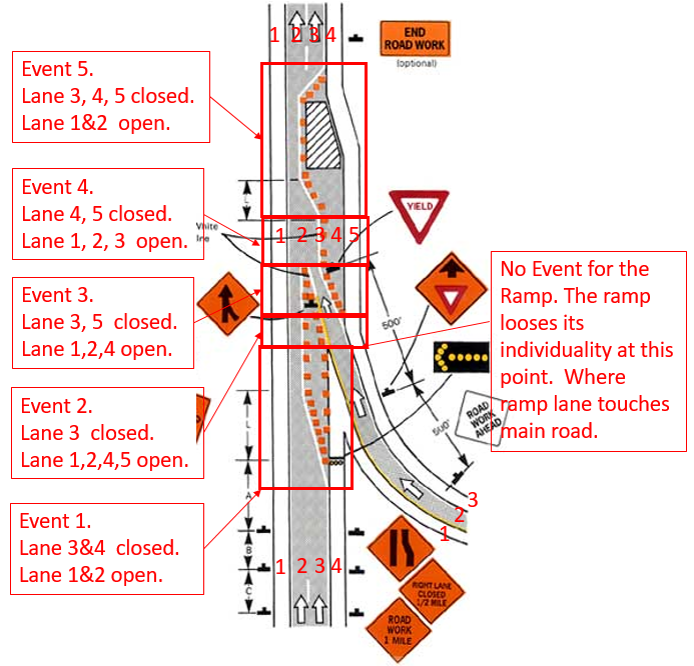 1 2 3 4
END
ROAD WORK
(optional)
Event 5.
Lane 3, 4, 5 closed.
Lane 1&2 open.
Event 4.
Lane 4, 5 closed.
Lane 1, 2, 3 open.
L
White
line
1 2 3 4 5
YIELD
Event 3.
Lane 3, 5 closed.
Lane 1,2,4 open.
500'
No Event for the
Ramp. The ramp
looses its
individuality at this
point. Where
ramp lane touches
main road.
Event 2.
Lane 3 closed.
Lane 1,2,4,5 open.
L
500'
ROAD
WORK
AHEAD
A
3
2
1
Event 1.
Lane 3&4 closed.
Lane 1&2 open.
B
1 2 3 4
C
RIGHT LANE
CLOSED
1/2 MILE
ROAD
WORK
1 MILE